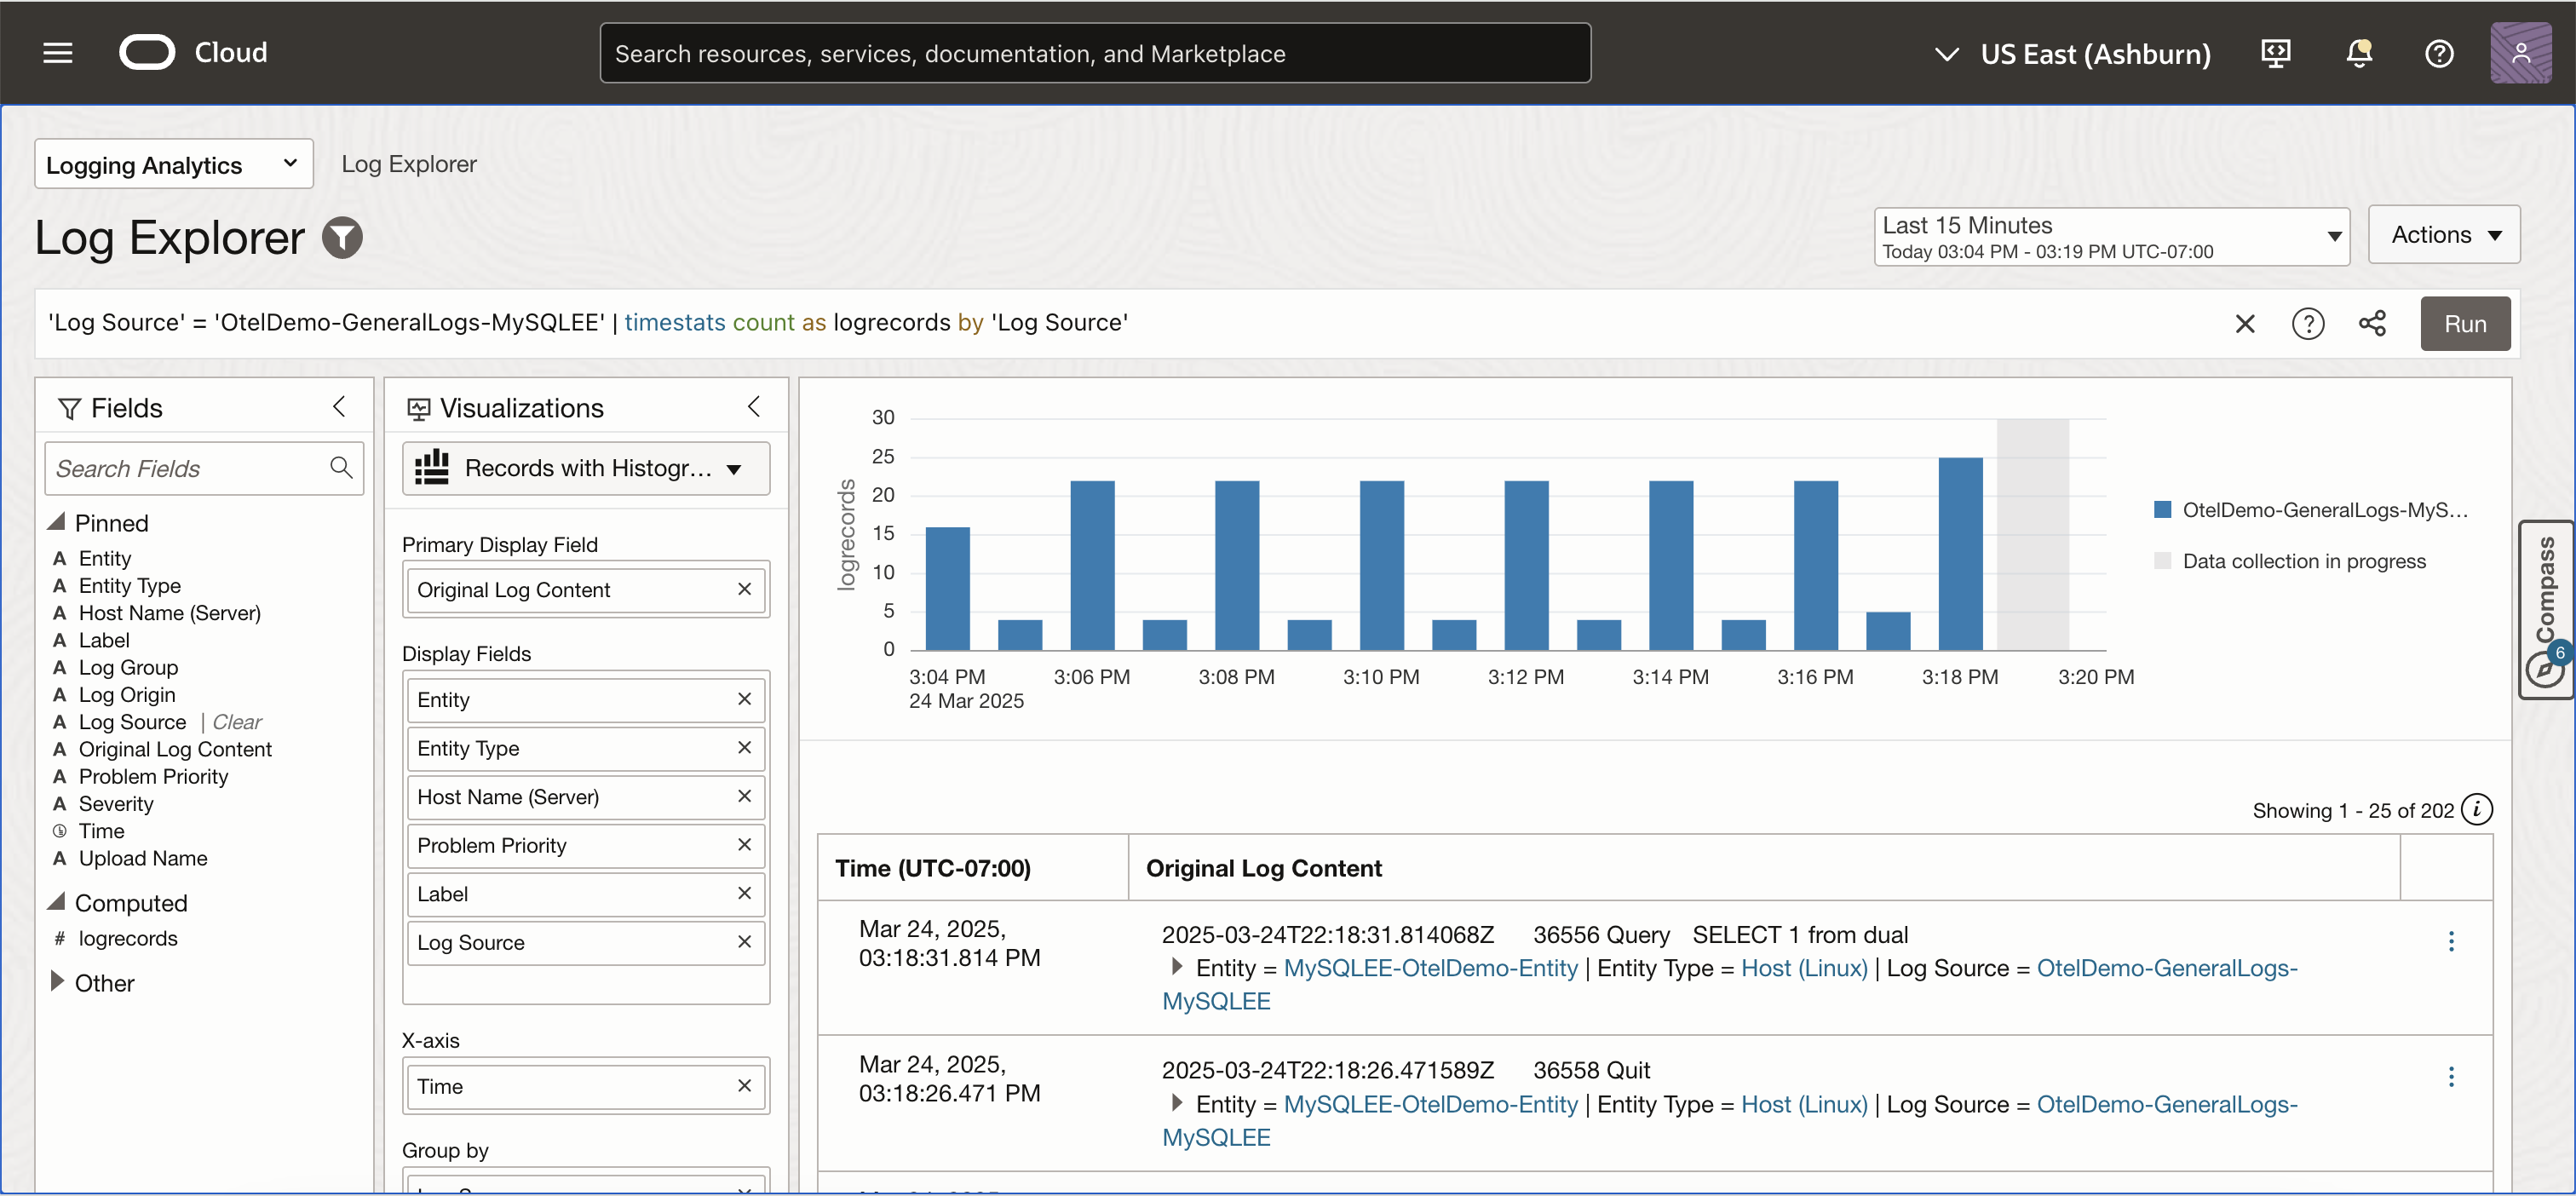 Cloud
Search resources, services, documentation, and Marketplace
US East (Ashburn)
Logging Analytics
Log Explorer
Log Explorer
Last 15 Minutes
Today 03:04 PM - 03:19 PM UTC-07:00
Actions
'Log Source' = 'OtelDemo-GeneralLogs-MySQLEE' | timestats count as logrecords by 'Log Source'
Run
Fields
Search Fields
Pinned
A Entity
A Entity Type
A Host Name (Server)
A Label
A Log Group
A Log Origin
A Log Source | Clear
A Original Log Content
A Problem Priority
A Severity
Time
A Upload Name
Computed
# logrecords
Other
Visualizations
Records with Histogr...
Primary Display Field
Original Log Content
Display Fields
Entity
Entity Type
Host Name (Server)
Problem Priority
Label
Log Source
X-axis
Time
Group by
logrecords
30
25
20
15
10
5
0
3:04 PM 3:06 PM 3:08 PM 3:10 PM 3:12 PM 3:14 PM 3:16 PM 3:18 PM 3:20 PM
24 Mar 2025
OtelDemo-GeneralLogs-MyS...
Data collection in progress
Compass
6
Showing 1 - 25 of 202
Time (UTC-07:00) Original Log Content
Mar 24, 2025,
03:18:31.814 PM
2025-03-24T22:18:31.814068Z 36556 Query SELECT 1 from dual
Entity = MySQLEE-OtelDemo-Entity | Entity Type = Host (Linux) | Log Source = OtelDemo-GeneralLogs-
MySQLEE
Mar 24, 2025,
03:18:26.471 PM
2025-03-24T22:18:26.471589Z 36558 Quit
Entity = MySQLEE-OtelDemo-Entity | Entity Type = Host (Linux) | Log Source = OtelDemo-GeneralLogs-
MySQLEE